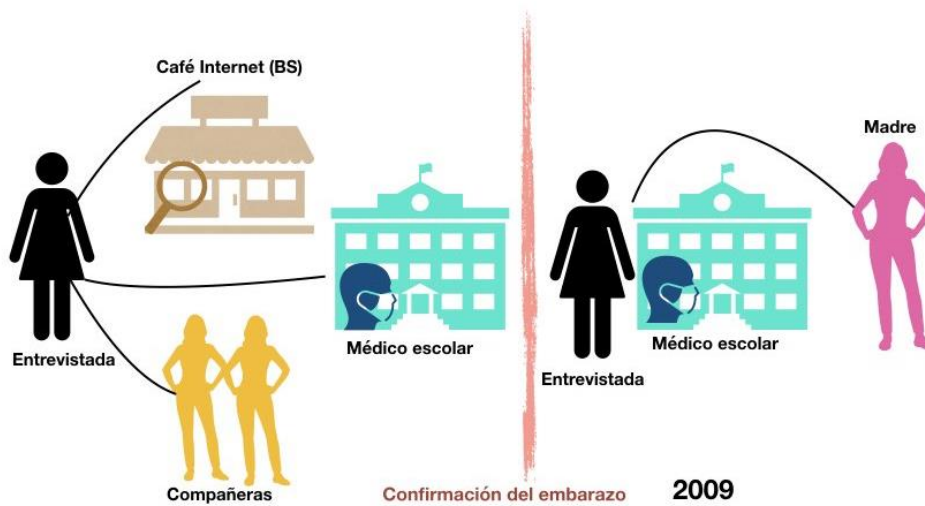 Café Internet (BS)
Entrevistada
Médico escolar
Compañeras
Madre
Médico escolar
Entrevistada
Confirmación del embarazo
2009